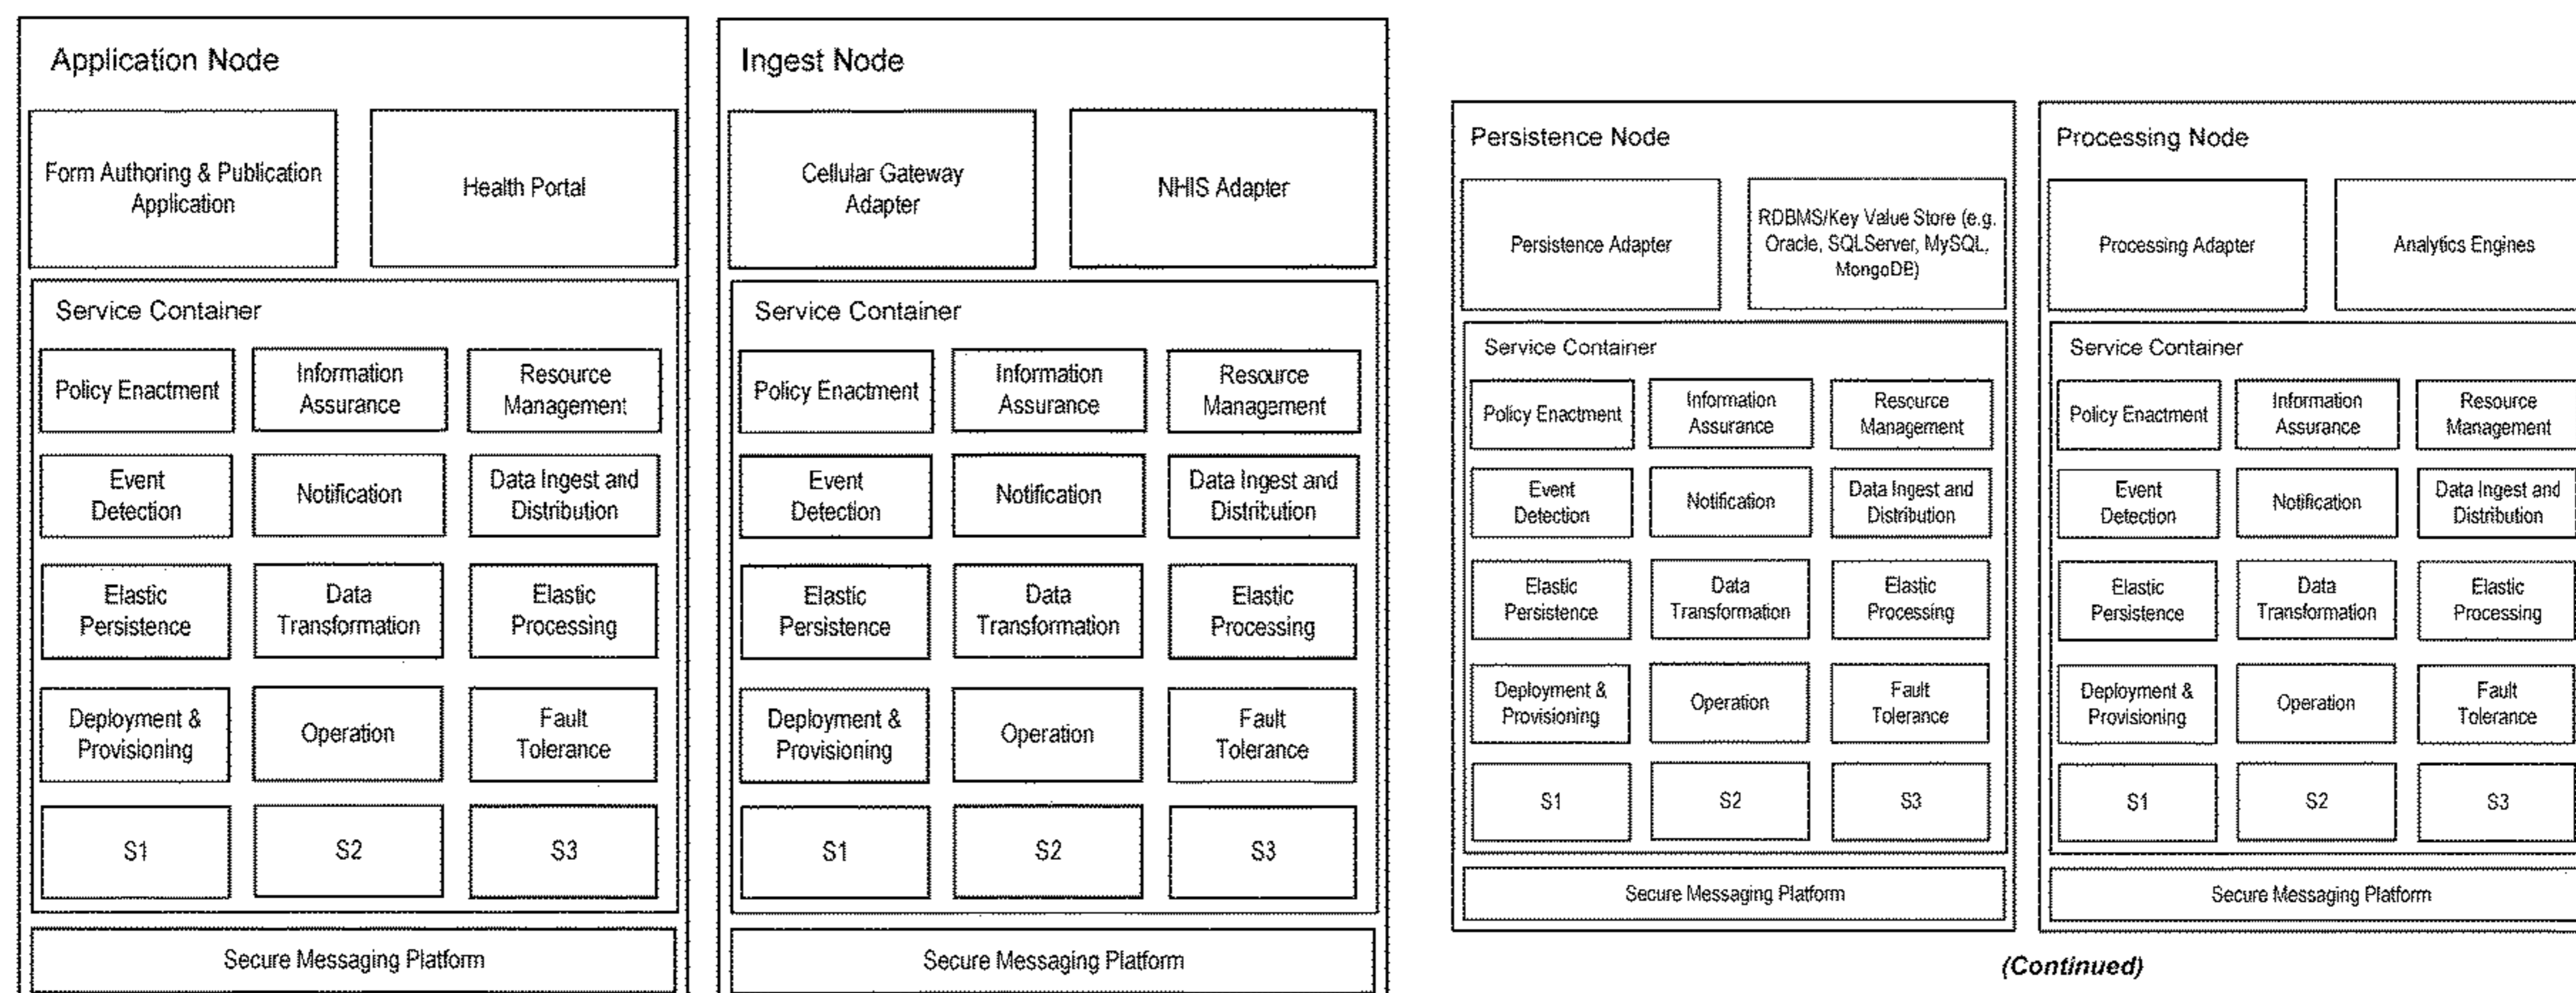 Application Node
Form Authoring & Publication
Application
Health Portal
Service Container
Policy Enactment
Information
Assurance
Resource
Management
Event
Detection
Notification
Data Ingest and
Distribution
Elastic
Persistence
Data
Transformation
Elastic
Processing
Deployment &
Provisioning
Operation
Fault
Tolerance
S1
S2
S3
Secure Messaging Platform
Ingest Node
Cellular Gateway
Adapter
NHIS Adapter
Service Container
Policy Enactment
Information
Assurance
Resource
Management
Event
Detection
Notification
Data Ingest and
Distribution
Elastic
Persistence
Data
Transformation
Elastic
Processing
Deployment &
Provisioning
Operation
Fault
Tolerance
S1
S2
S3
Secure Messaging Platform
Persistence Node
Persistence Adapter
RDBMS/Key Value Store (e.g.
Oracle, SQLServer, MySQL,
MongoDB)
Service Container
Policy Enactment
Information
Assurance
Resource
Management
Event
Detection
Notification
Data Ingest and
Distribution
Elastic
Persistence
Data
Transformation
Elastic
Processing
Deployment &
Provisioning
Operation
Fault
Tolerance
S1
S2
S3
Secure Messaging Platform
Processing Node
Processing Adapter
Analytics Engines
Service Container
Policy Enactment
Information
Assurance
Resource
Management
Event
Detection
Notification
Data Ingest and
Distribution
Elastic
Persistence
Data
Transformation
Elastic
Processing
Deployment &
Provisioning
Operation
Fault
Tolerance
S1
S2
S3
Secure Messaging Platform
(Continued)